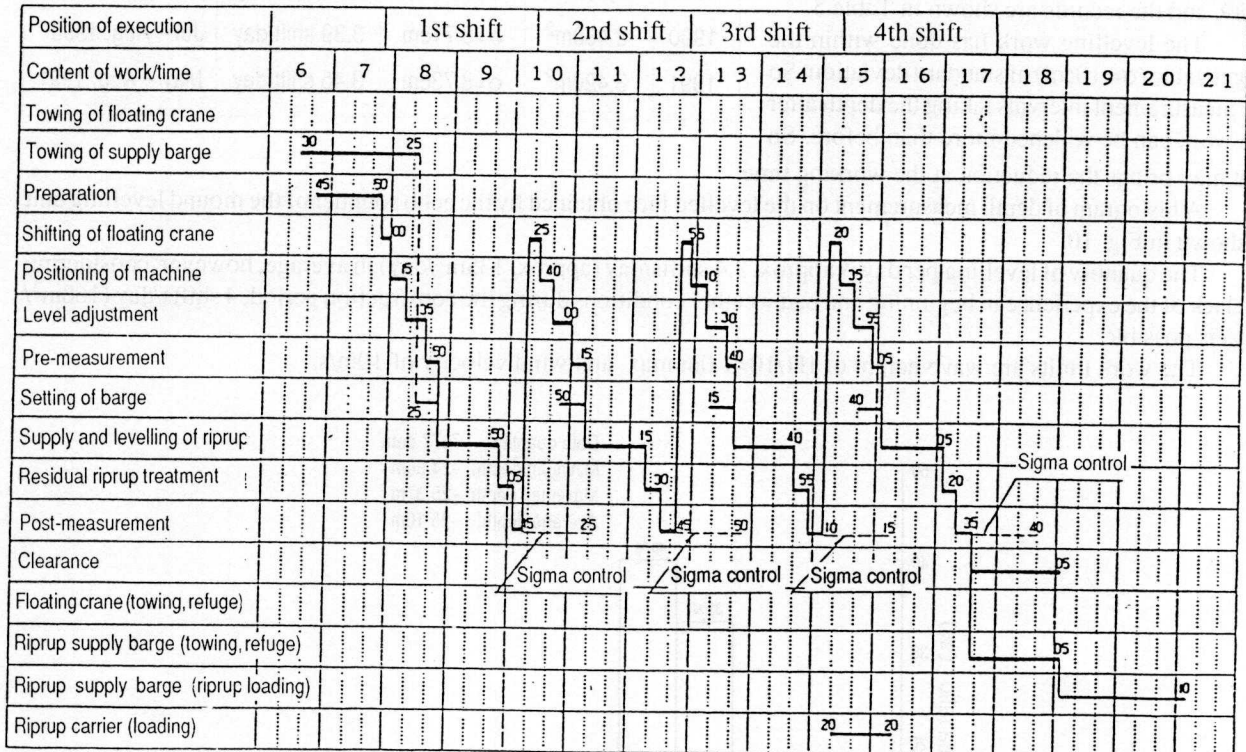 Position of execution 1st shift 2nd shift 3rd shift 4th shift
Content of work/time 6 7 8 9 10 11 12 13 14 15 16 17 18 19 20 21
Towing of floating crane
Towing of supply barge 30 25
Preparation 45 50
Shifting of floating crane 00 25 55 20
Positioning of machine 15 40 10 35
Level adjustment 35 00 30 55
Pre-measurement 50 15 40 05
Setting of barge 25 50 15 40
Supply and levelling of riprup 50 15 40 05
Sigma control
Residual riprup treatment 05 30 55 20
Post-measurement 25 45 50 10 15 35 40
Clearance 05
Sigma control Sigma control Sigma control
Floating crane (towing, refuge)
Riprup supply barge (towing, refuge) 05
Riprup supply barge (riprup loading) 10
Riprup carrier (loading) 20 20